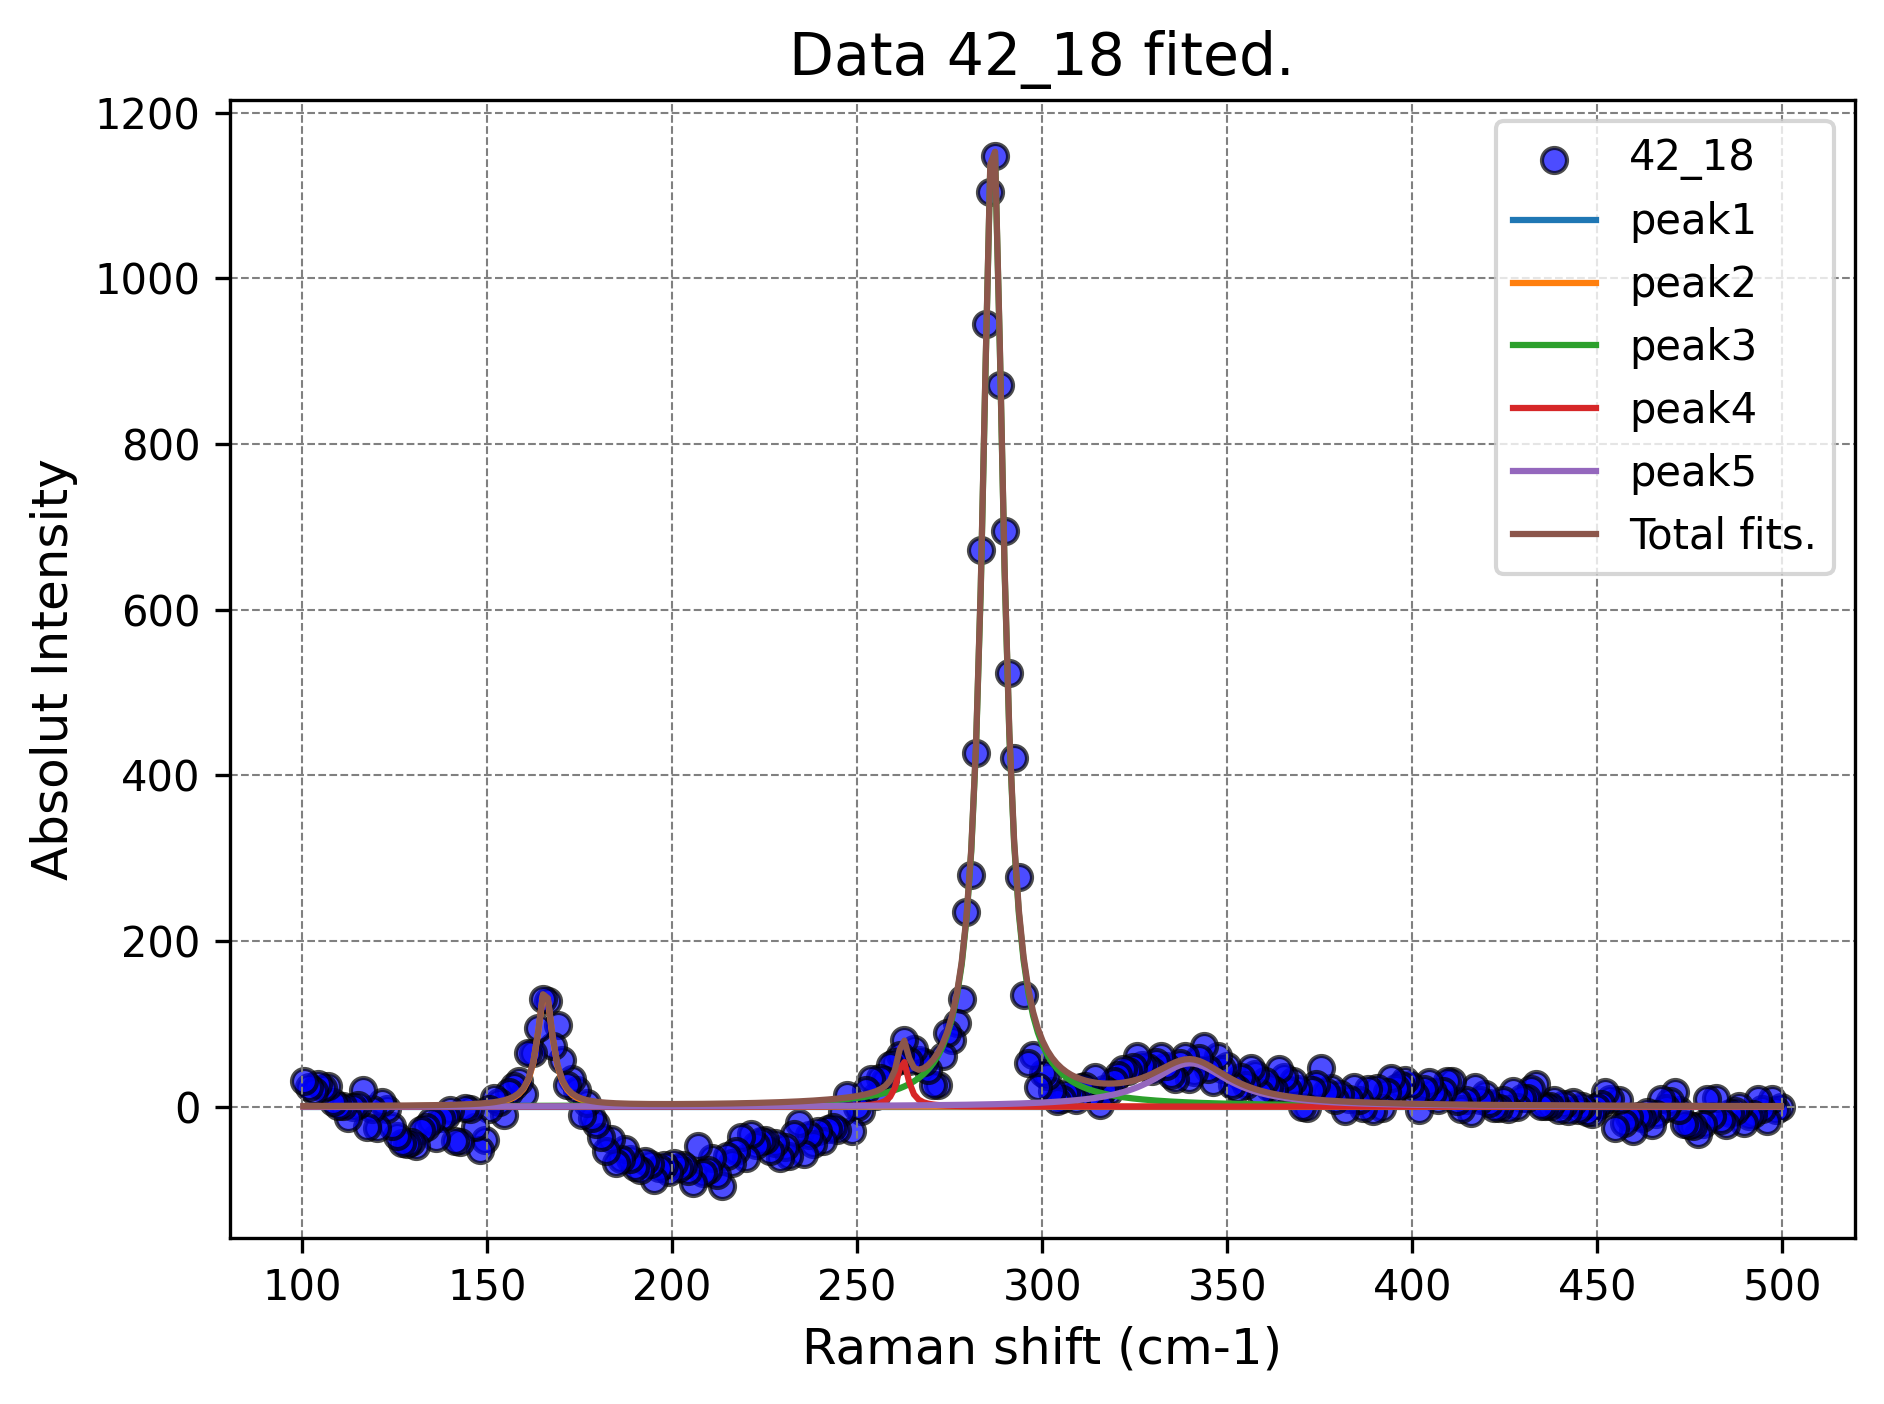 Data 42_18 fited.
1200
1000
800
600
400
200
0
Absolut Intensity
42_18
peak1
peak2
peak3
peak4
peak5
Total fits.
100 150 200 250 300 350 400 450 500
Raman shift (cm-1)